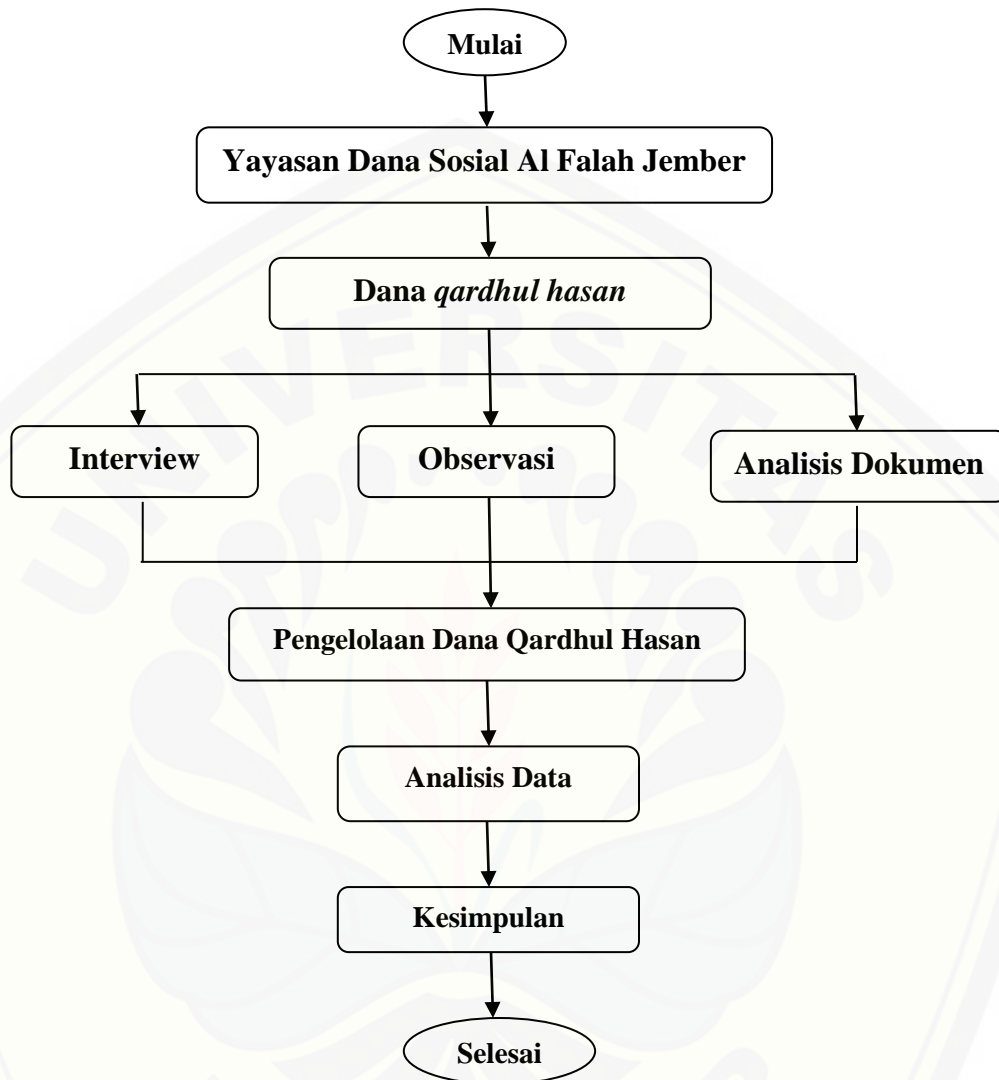 Mulai
Yayasan Dana Sosial Al Falah Jember
Dana qardhul hasan
Interview
Observasi
Analisis Dokumen
Pengelolaan Dana Qardhul Hasan
Analisis Data
Kesimpulan
Selesai
UNIVERSITAS